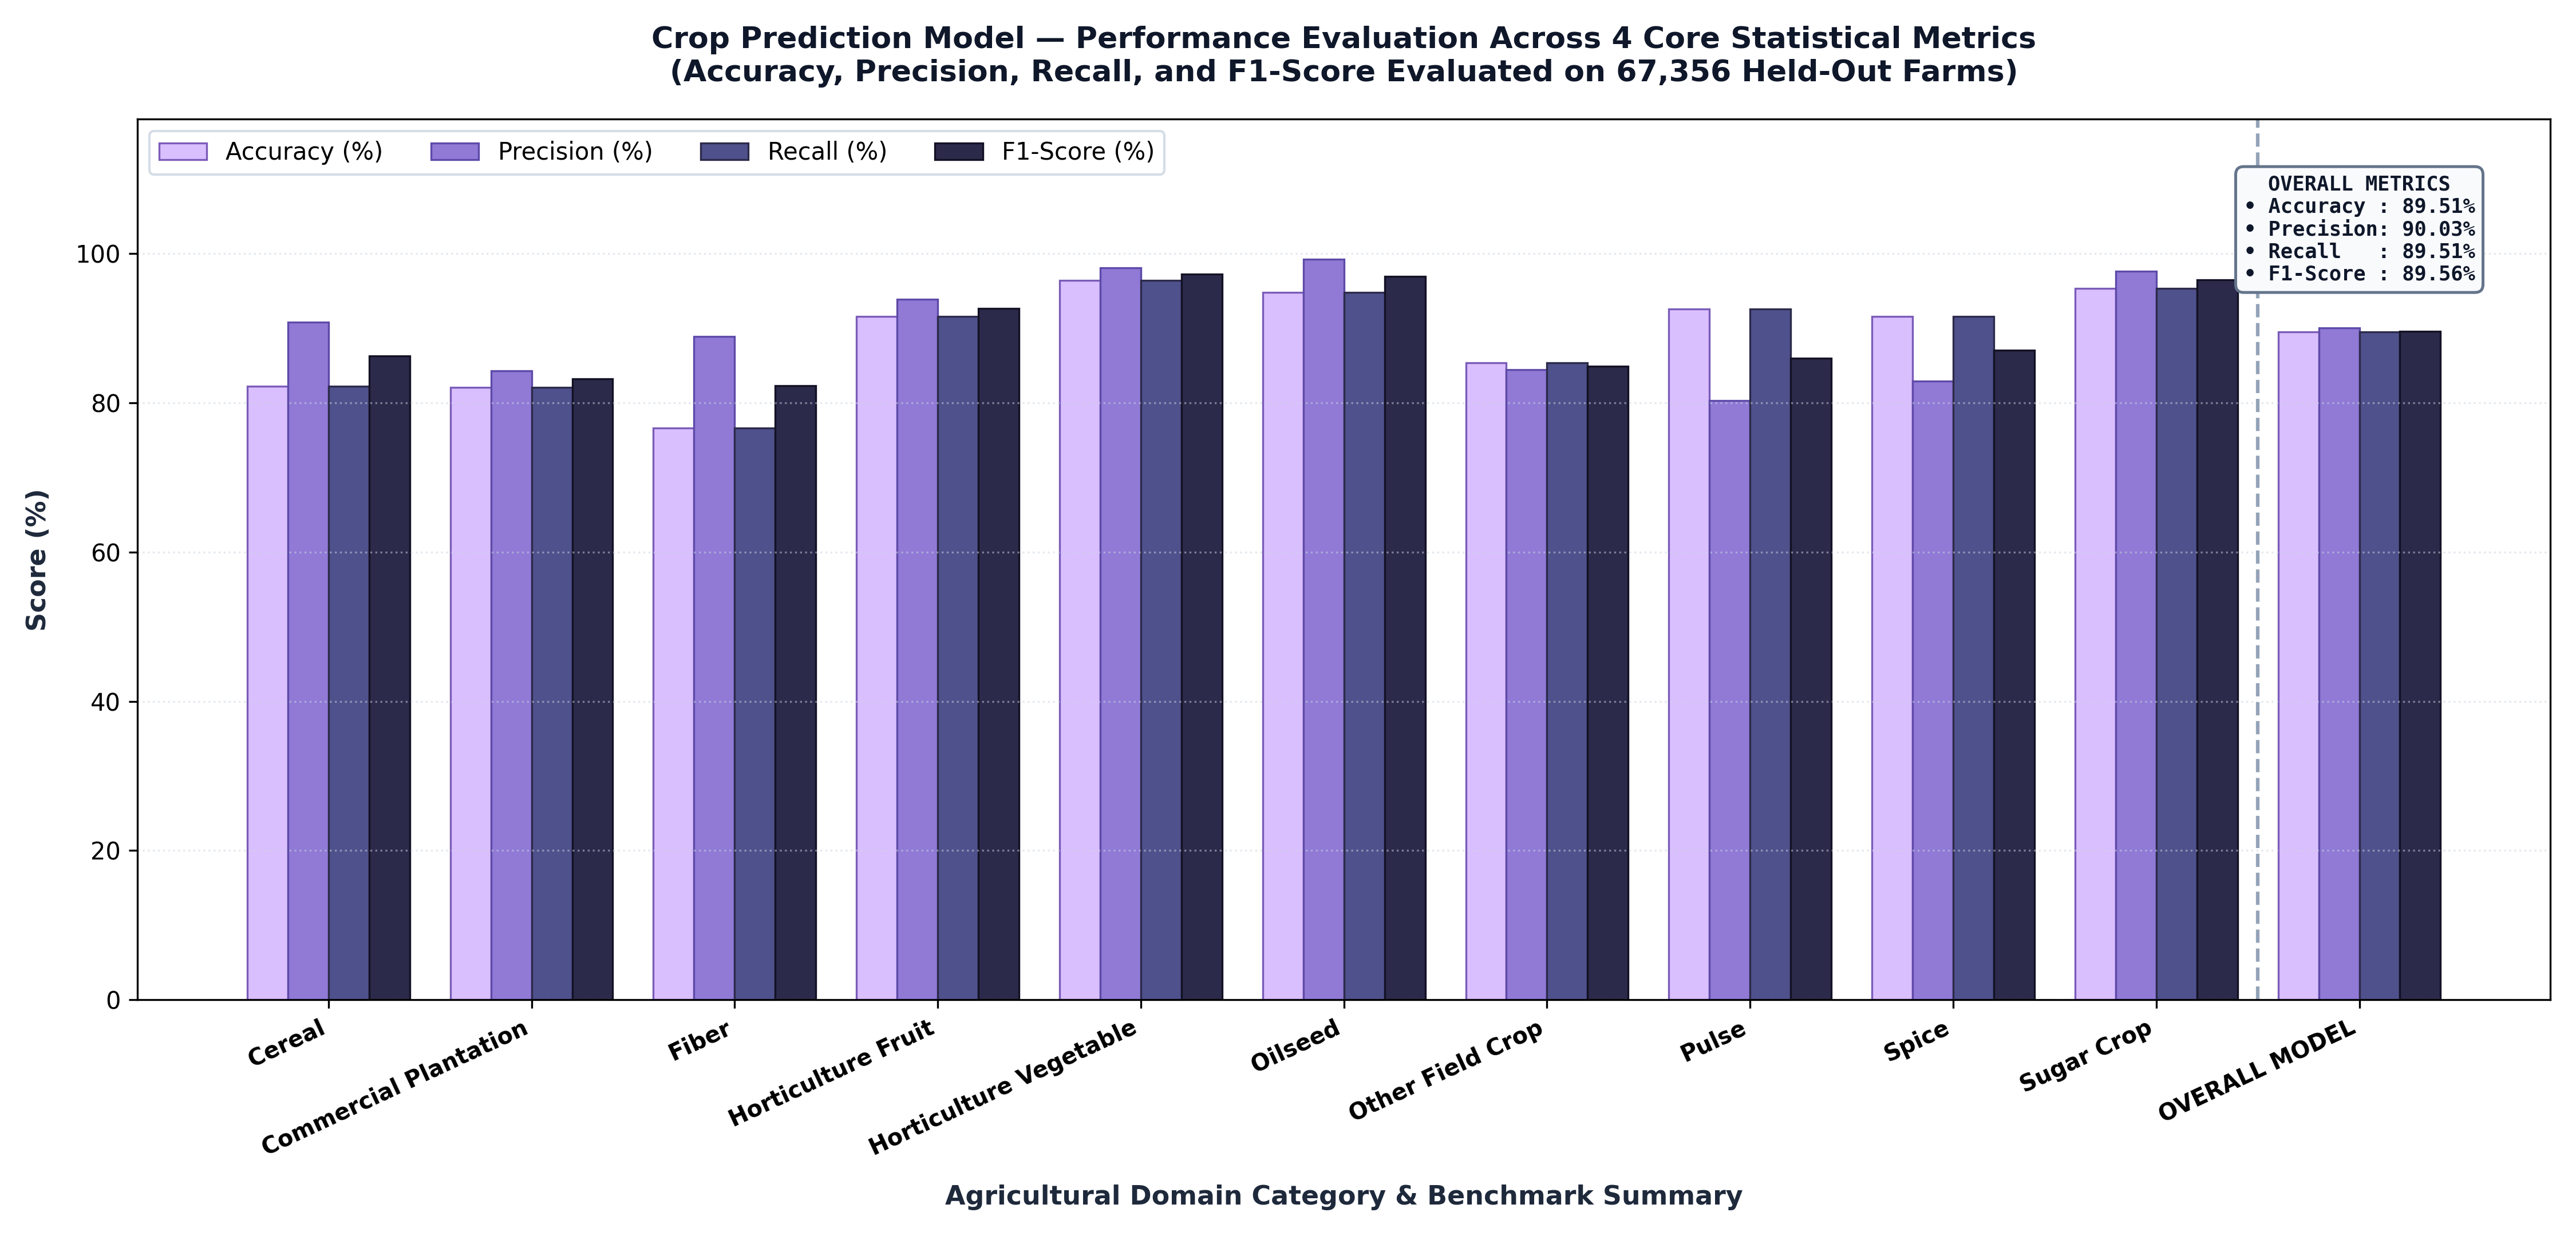 Crop Prediction Model — Performance Evaluation Across 4 Core Statistical Metrics
(Accuracy, Precision, Recall, and F1-Score Evaluated on 67,356 Held-Out Farms)
Accuracy (%)
Precision (%)
Recall (%)
F1-Score (%)
OVERALL METRICS
• Accuracy : 89.51%
• Precision: 90.03%
• Recall   : 89.51%
• F1-Score : 89.56%
Score (%)
100
80
60
40
20
0
Cereal
Commercial Plantation
Fiber
Horticulture Fruit
Horticulture Vegetable
Oilseed
Other Field Crop
Pulse
Spice
Sugar Crop
OVERALL MODEL
Agricultural Domain Category & Benchmark Summary